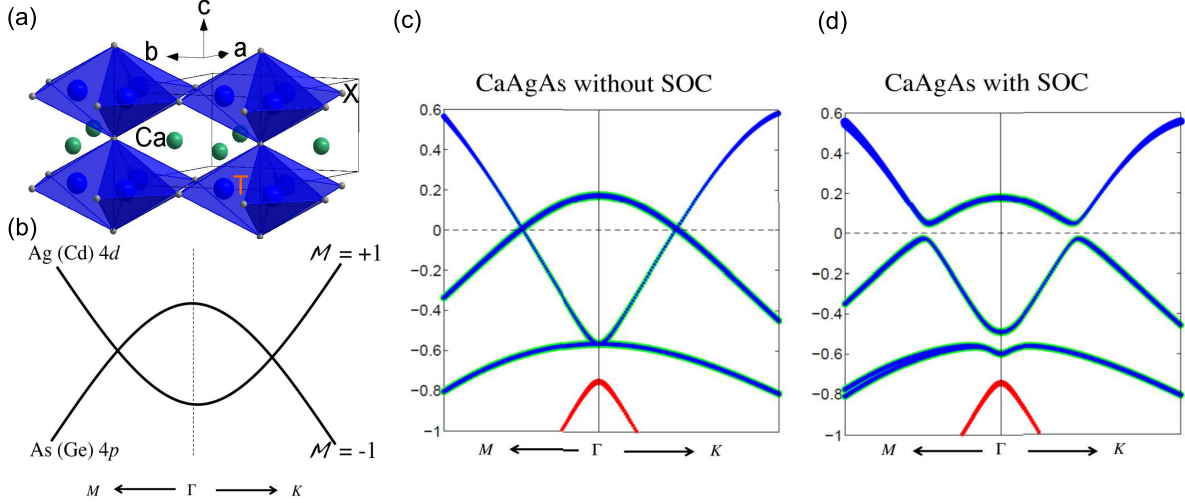 (a)
c
b
a
X
Ca
T
(b)
Ag (Cd) 4d
M = +1
As (Ge) 4p
M = -1
M
Γ
K
(c)
CaAgAs without SOC
0.6
0.4
0.2
0
−0.2
−0.4
−0.6
−0.8
−1
M
Γ
K
(d)
CaAgAs with SOC
0.6
0.4
0.2
0
−0.2
−0.4
−0.6
−0.8
−1
M
Γ
K